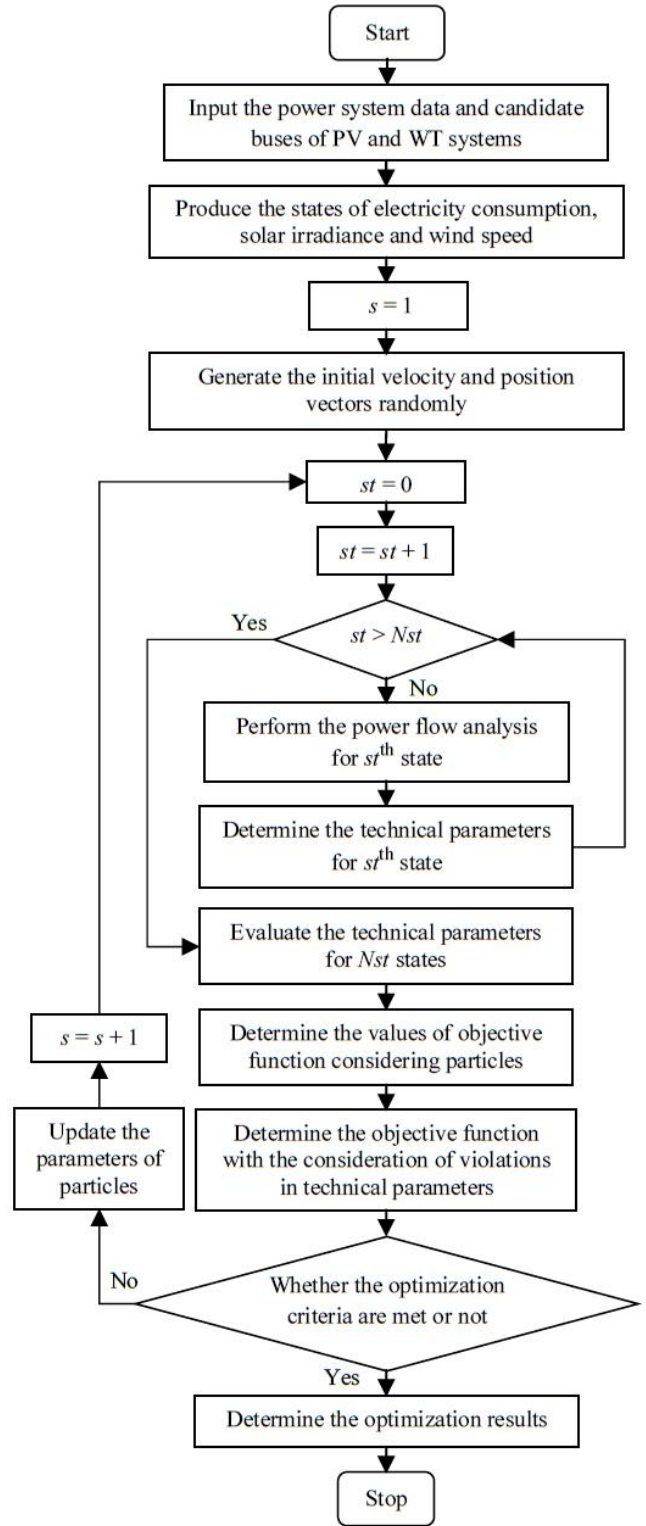 Start
Input the power system data and candidate
buses of PV and WT systems
Produce the states of electricity consumption,
solar irradiance and wind speed
s = 1
Generate the initial velocity and position
vectors randomly
st = 0
st = st + 1
Yes
st > Nst
No
Perform the power flow analysis
for st^th state
Determine the technical parameters
for st^th state
Evaluate the technical parameters
for Nst states
s = s + 1
Determine the values of objective
function considering particles
Update the
parameters of
particles
Determine the objective function
with the consideration of violations
in technical parameters
No
Whether the optimization
criteria are met or not
Yes
Determine the optimization results
Stop